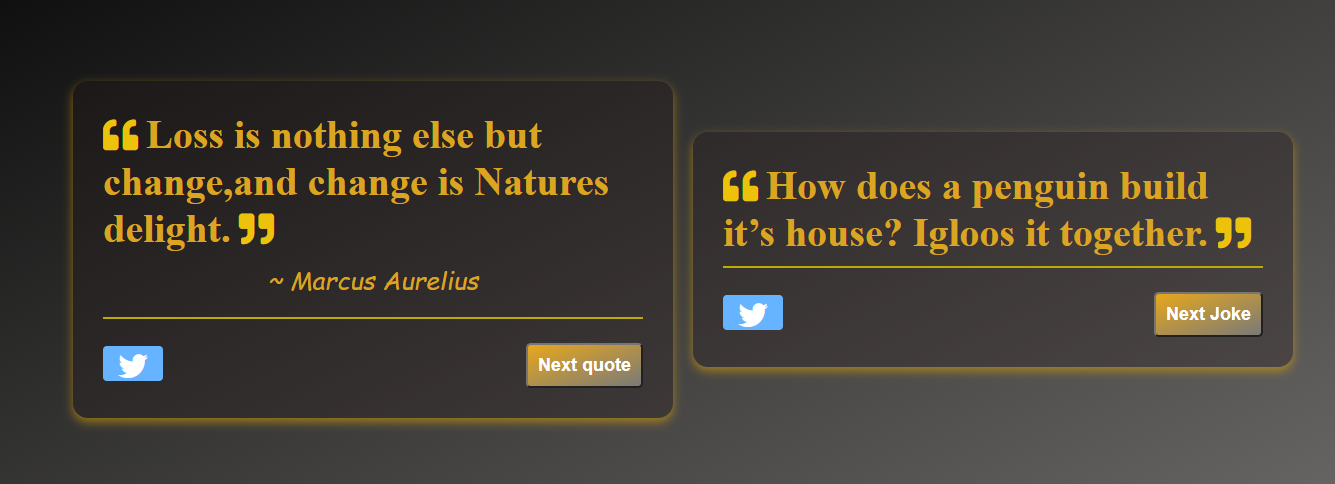 ❝ Loss is nothing else but
change,and change is Natures
delight. ❞
~ Marcus Aurelius
Next quote
❝ How does a penguin build
it’s house? Igloos it together. ❞
Next Joke